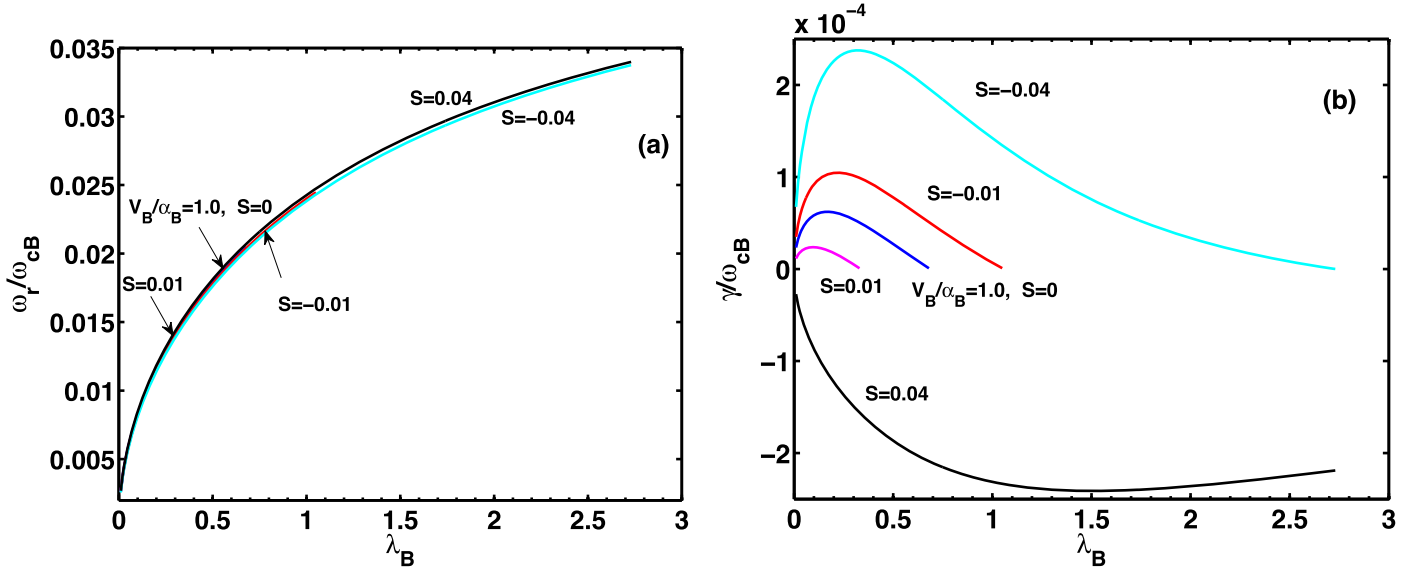 0.035
0.03
0.025
0.02
0.015
0.01
0.005
ω_r/ω_cB
S=0.04
S=−0.04
(a)
V_B/α_B=1.0, S=0
S=0.01
S=−0.01
0 0.5 1 1.5 2 2.5 3
λ_B
x 10^−4
2
1
0
−1
−2
γ/ω_cB
S=−0.04
(b)
S=−0.01
S=0.01
V_B/α_B=1.0, S=0
S=0.04
0 0.5 1 1.5 2 2.5 3
λ_B